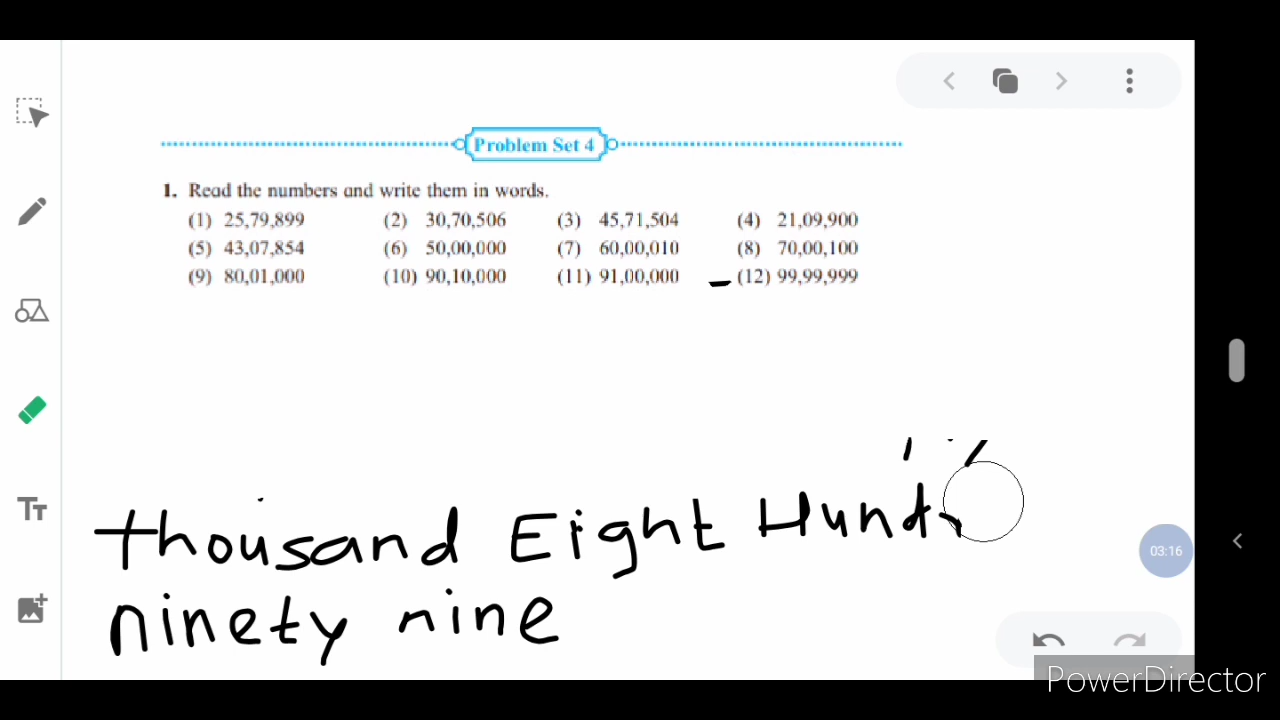 Problem Set 4
1. Read the numbers and write them in words.
(1) 25,79,899 (2) 30,70,506 (3) 45,71,504 (4) 21,09,900
(5) 43,07,854 (6) 50,00,000 (7) 60,00,010 (8) 70,00,100
(9) 80,01,000 (10) 90,10,000 (11) 91,00,000 (12) 99,99,999
thousand Eight Hund
ninety nine
TT
03:16
PowerDirector